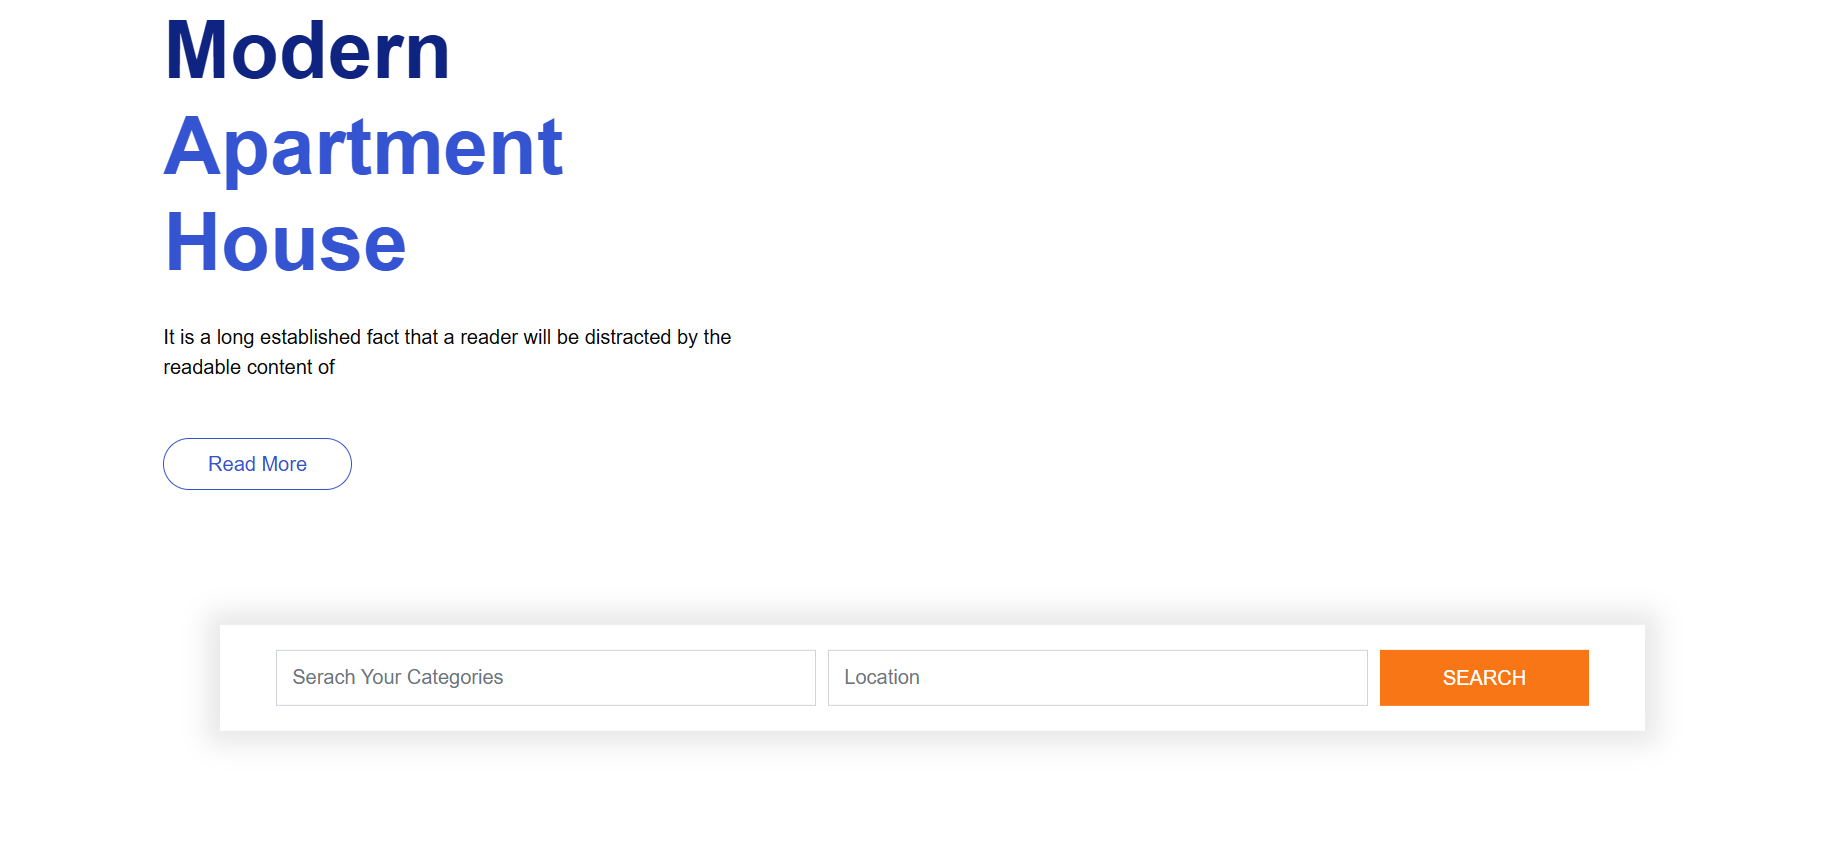 Modern
Apartment
House
It is a long established fact that a reader will be distracted by the
readable content of
Read More
Serach Your Categories
Location
SEARCH